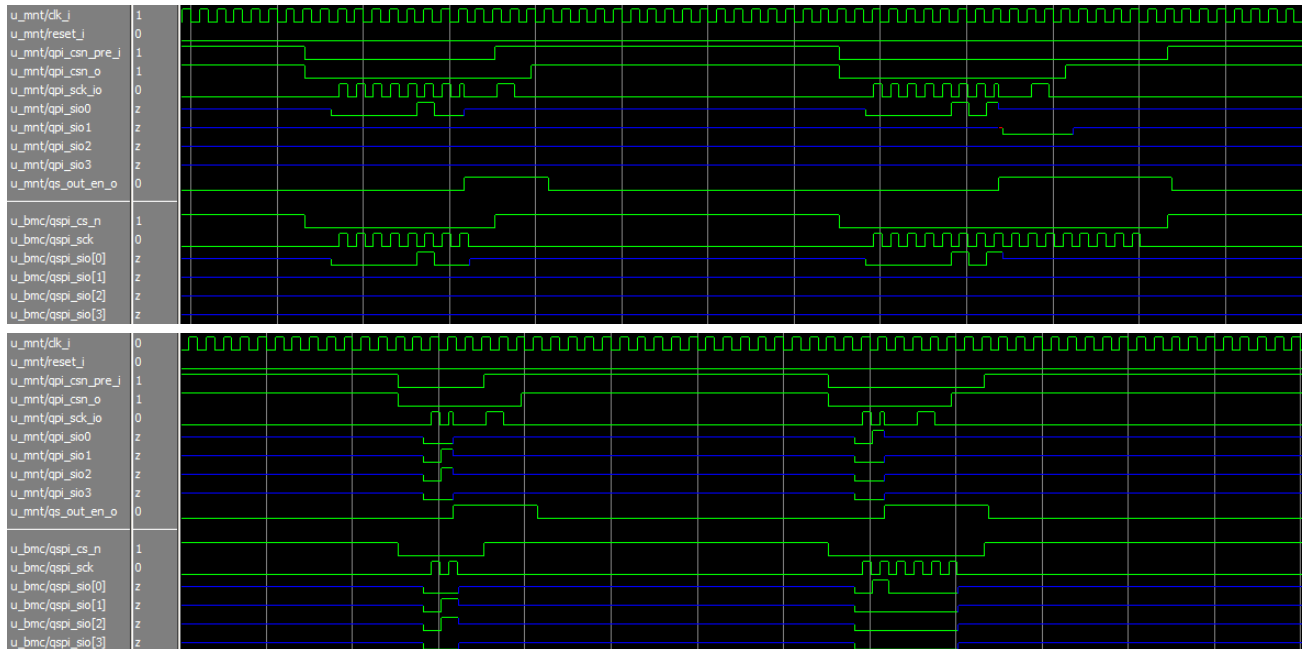 u_mnt/clk_i 1
u_mnt/reset_i 0
u_mnt/qpi_csn_pre_i 1
u_mnt/qpi_csn_o 1
u_mnt/qpi_sck_io 0
u_mnt/qpi_sio0 z
u_mnt/qpi_sio1 z
u_mnt/qpi_sio2 z
u_mnt/qpi_sio3 z
u_mnt/qs_out_en_o 0
u_bmc/qspi_cs_n 1
u_bmc/qspi_sck 0
u_bmc/qspi_sio[0] z
u_bmc/qspi_sio[1] z
u_bmc/qspi_sio[2] z
u_bmc/qspi_sio[3] z
u_mnt/clk_i 0
u_mnt/reset_i 0
u_mnt/qpi_csn_pre_i 1
u_mnt/qpi_csn_o 1
u_mnt/qpi_sck_io 0
u_mnt/qpi_sio0 z
u_mnt/qpi_sio1 z
u_mnt/qpi_sio2 z
u_mnt/qpi_sio3 z
u_mnt/qs_out_en_o 0
u_bmc/qspi_cs_n 1
u_bmc/qspi_sck 0
u_bmc/qspi_sio[0] z
u_bmc/qspi_sio[1] z
u_bmc/qspi_sio[2] z
u_bmc/qspi_sio[3] z